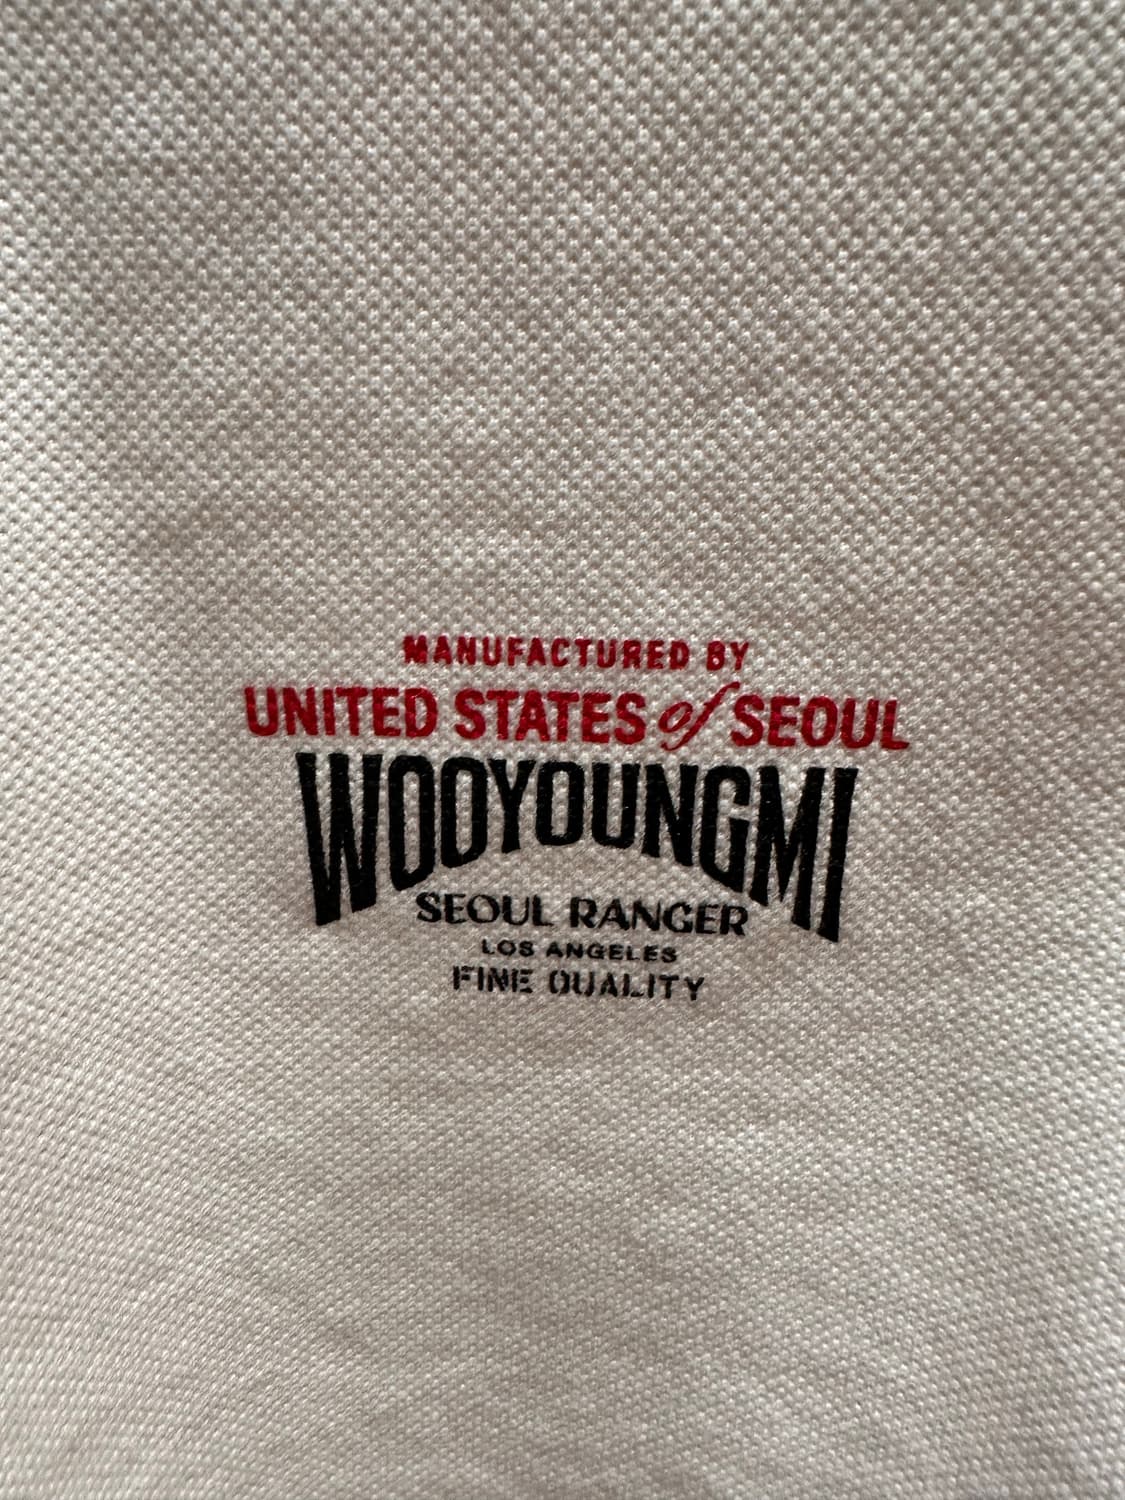 MANUFACTURED BY
UNITED STATES of SEOUL
WOOYOUNGMI
SEOUL RANGER
LOS ANGELES
FINE QUALITY